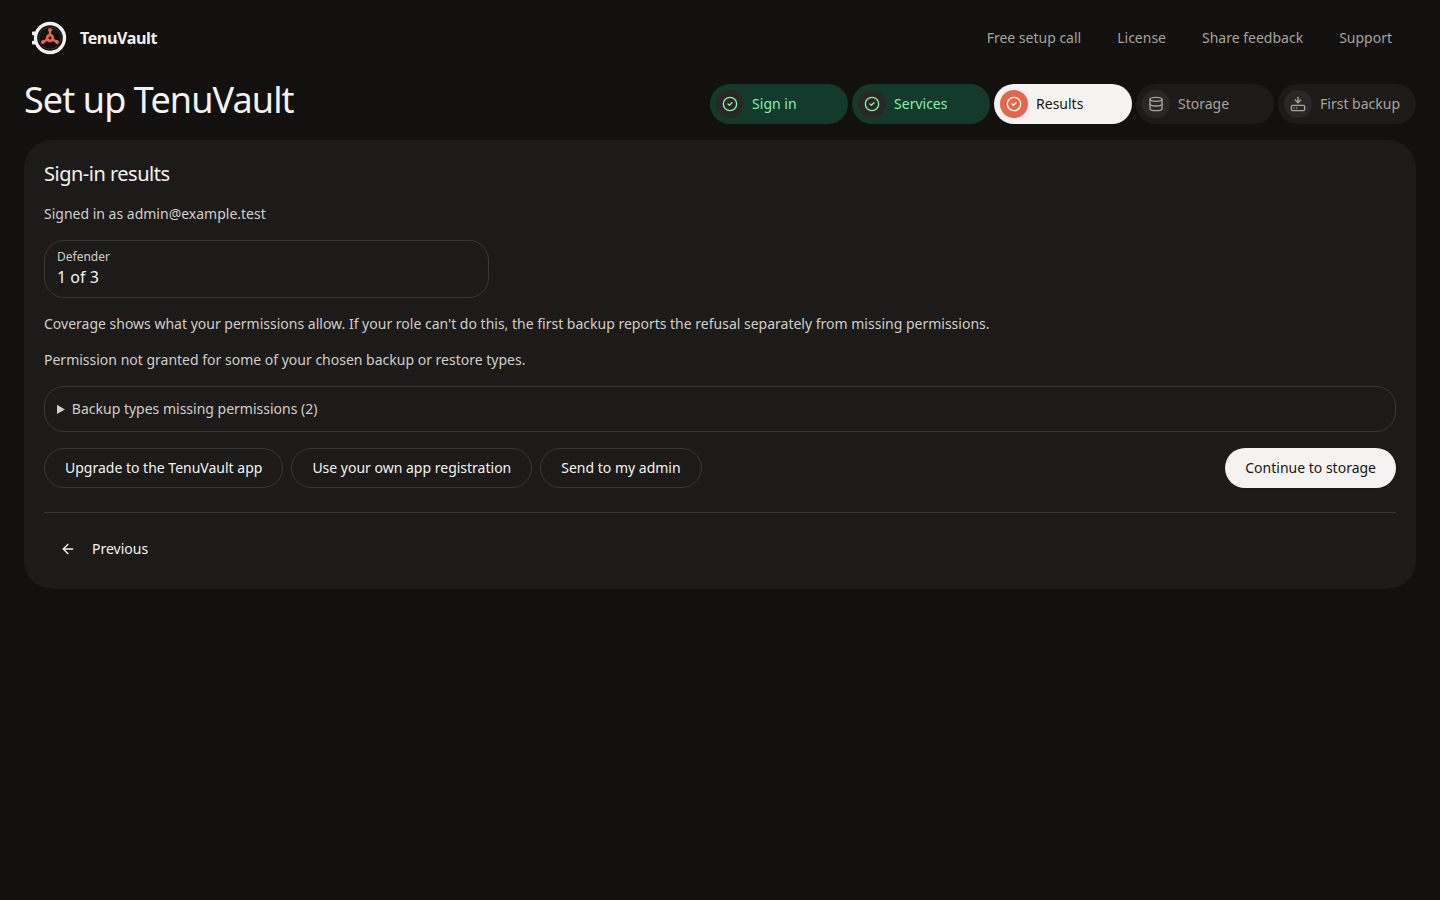 TenuVault
Free setup call
License
Share feedback
Support
Set up TenuVault
Sign in
Services
Results
Storage
First backup
Sign-in results
Signed in as admin@example.test
Defender
1 of 3
Coverage shows what your permissions allow. If your role can't do this, the first backup reports the refusal separately from missing permissions.
Permission not granted for some of your chosen backup or restore types.
Backup types missing permissions (2)
Upgrade to the TenuVault app
Use your own app registration
Send to my admin
Continue to storage
Previous